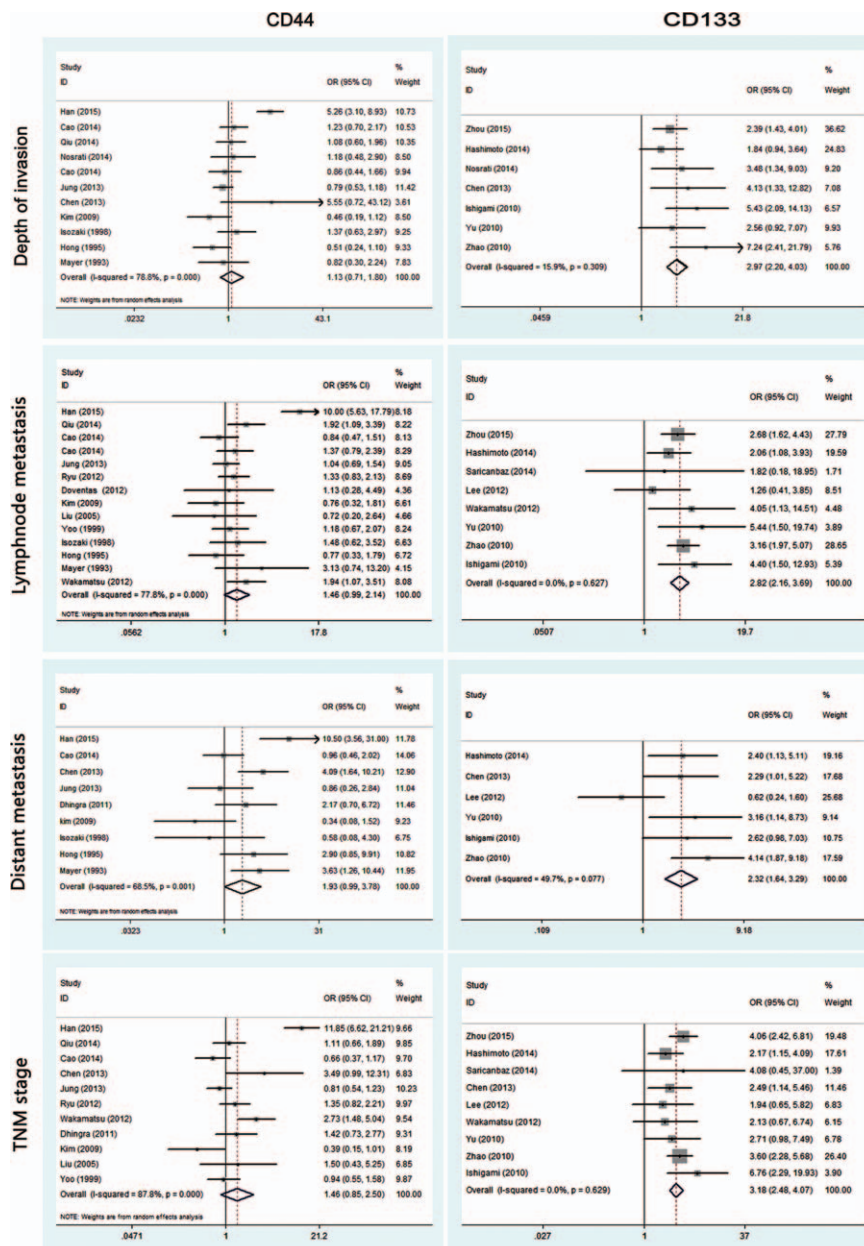 CD44
CD133
Depth of invasion
Study %
ID OR (95% CI) Weight
Han (2015) 5.26 (3.10, 8.93) 10.73
Cao (2014) 1.23 (0.70, 2.17) 10.53
Qiu (2014) 1.08 (0.60, 1.96) 10.35
Nosrati (2014) 1.18 (0.48, 2.90) 8.50
Cao (2014) 0.86 (0.44, 1.66) 9.94
Jung (2013) 0.79 (0.53, 1.18) 11.42
Chen (2013) 5.55 (0.72, 43.12) 3.61
Kim (2009) 0.46 (0.19, 1.12) 8.50
Isozaki (1998) 1.37 (0.63, 2.97) 9.25
Hong (1995) 0.51 (0.24, 1.10) 9.33
Mayer (1993) 0.82 (0.30, 2.24) 7.83
Overall (I-squared = 78.8%, p = 0.000) 1.13 (0.71, 1.80) 100.00
NOTE: Weights are from random effects analysis
.0232 1 43.1
Study %
ID OR (95% CI) Weight
Zhou (2015) 2.39 (1.43, 4.01) 36.62
Hashimoto (2014) 1.84 (0.94, 3.64) 24.83
Nosrati (2014) 3.48 (1.34, 9.03) 9.20
Chen (2013) 4.13 (1.33, 12.82) 7.08
Ishigami (2010) 5.43 (2.09, 14.13) 6.57
Yu (2010) 2.56 (0.92, 7.07) 9.93
Zhao (2010) 7.24 (2.41, 21.79) 5.76
Overall (I-squared = 15.9%, p = 0.309) 2.97 (2.20, 4.03) 100.00
.0459 1 21.8
Lymphnode metastasis
Study %
ID OR (95% CI) Weight
Han (2015) 10.00 (5.63, 17.79) 8.18
Qiu (2014) 1.92 (1.09, 3.39) 8.22
Cao (2014) 0.84 (0.47, 1.51) 8.13
Cao (2014) 1.37 (0.79, 2.39) 8.29
Jung (2013) 1.04 (0.69, 1.54) 9.05
Ryu (2012) 1.33 (0.83, 2.13) 8.69
Doventas (2012) 1.13 (0.28, 4.49) 4.36
Kim (2009) 0.76 (0.32, 1.81) 6.61
Liu (2005) 0.72 (0.20, 2.64) 4.66
Yoo (1999) 1.18 (0.67, 2.07) 8.24
Isozaki (1998) 1.48 (0.62, 3.52) 6.63
Hong (1995) 0.77 (0.33, 1.79) 6.72
Mayer (1993) 3.13 (0.74, 13.20) 4.15
Wakamatsu (2012) 1.94 (1.07, 3.51) 8.08
Overall (I-squared = 77.8%, p = 0.000) 1.46 (0.99, 2.14) 100.00
NOTE: Weights are from random effects analysis
.0562 1 17.8
Study %
ID OR (95% CI) Weight
Zhou (2015) 2.68 (1.62, 4.43) 27.79
Hashimoto (2014) 2.06 (1.08, 3.93) 19.59
Saricanbaz (2014) 1.82 (0.18, 18.95) 1.71
Lee (2012) 1.26 (0.41, 3.85) 8.51
Wakamatsu (2012) 4.05 (1.13, 14.51) 4.48
Yu (2010) 5.44 (1.50, 19.74) 3.89
Zhao (2010) 3.16 (1.97, 5.07) 28.65
Ishigami (2010) 4.40 (1.50, 12.93) 5.39
Overall (I-squared = 0.0%, p = 0.627) 2.82 (2.16, 3.69) 100.00
.0507 1 19.7
Distant metastasis
Study %
ID OR (95% CI) Weight
Han (2015) 10.50 (3.56, 31.00) 11.78
Cao (2014) 0.96 (0.46, 2.02) 14.06
Chen (2013) 4.09 (1.64, 10.21) 12.90
Jung (2013) 0.86 (0.26, 2.84) 11.04
Dhingra (2011) 2.17 (0.70, 6.72) 11.46
kim (2009) 0.34 (0.08, 1.52) 9.23
Isozaki (1998) 0.58 (0.08, 4.30) 6.75
Hong (1995) 2.90 (0.85, 9.91) 10.82
Mayer (1993) 3.63 (1.26, 10.44) 11.95
Overall (I-squared = 68.5%, p = 0.001) 1.93 (0.99, 3.78) 100.00
NOTE: Weights are from random effects analysis
.0323 1 31
Study %
ID OR (95% CI) Weight
Hashimoto (2014) 2.40 (1.13, 5.11) 19.16
Chen (2013) 2.29 (1.01, 5.22) 17.68
Lee (2012) 0.62 (0.24, 1.60) 25.68
Yu (2010) 3.16 (1.14, 8.73) 9.14
Ishigami (2010) 2.62 (0.98, 7.03) 10.75
Zhao (2010) 4.14 (1.87, 9.18) 17.59
Overall (I-squared = 49.7%, p = 0.077) 2.32 (1.64, 3.29) 100.00
.109 1 9.18
TNM stage
Study %
ID OR (95% CI) Weight
Han (2015) 11.85 (6.62, 21.21) 9.66
Qiu (2014) 1.11 (0.66, 1.89) 9.85
Cao (2014) 0.66 (0.37, 1.17) 9.70
Chen (2013) 3.49 (0.99, 12.31) 6.83
Jung (2013) 0.81 (0.54, 1.23) 10.23
Ryu (2012) 1.35 (0.82, 2.21) 9.97
Wakamatsu (2012) 2.73 (1.48, 5.04) 9.54
Dhingra (2011) 1.42 (0.73, 2.77) 9.31
Kim (2009) 0.39 (0.15, 1.01) 8.19
Liu (2005) 1.50 (0.43, 5.25) 6.85
Yoo (1999) 0.94 (0.55, 1.58) 9.87
Overall (I-squared = 87.8%, p = 0.000) 1.46 (0.85, 2.50) 100.00
NOTE: Weights are from random effects analysis
.0471 1 21.2
Study %
ID OR (95% CI) Weight
Zhou (2015) 4.06 (2.42, 6.81) 19.48
Hashimoto (2014) 2.17 (1.15, 4.09) 17.61
Saricanbaz (2014) 4.08 (0.45, 37.00) 1.39
Chen (2013) 2.49 (1.14, 5.46) 11.46
Lee (2012) 1.94 (0.65, 5.82) 6.83
Wakamatsu (2012) 2.13 (0.67, 6.74) 6.15
Yu (2010) 2.71 (0.98, 7.49) 6.78
Zhao (2010) 3.60 (2.28, 5.68) 26.40
Ishigami (2010) 6.76 (2.29, 19.93) 3.90
Overall (I-squared = 0.0%, p = 0.629) 3.18 (2.48, 4.07) 100.00
.027 1 37